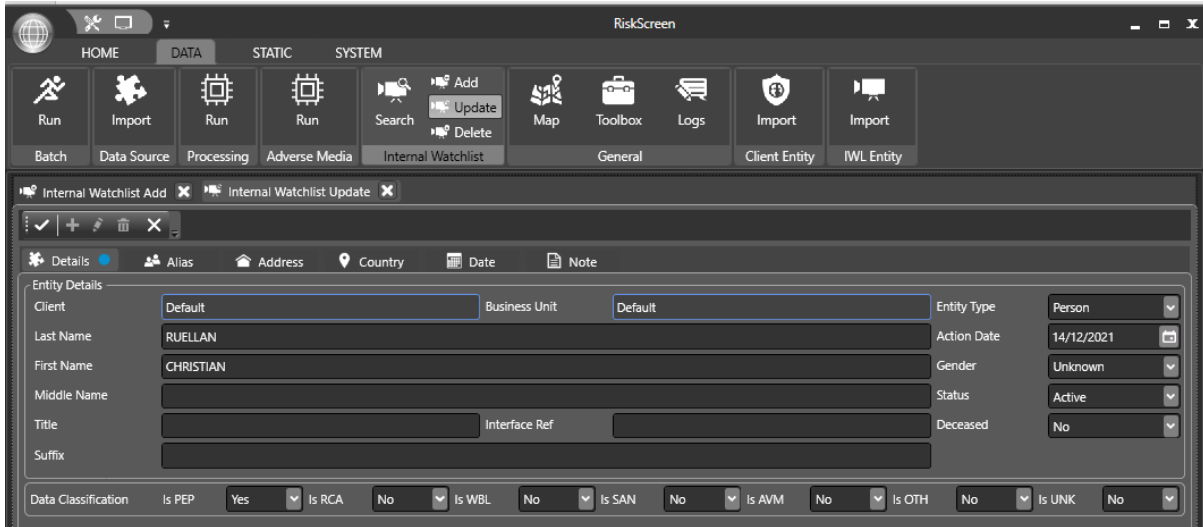 RiskScreen
HOME DATA STATIC SYSTEM
Run Import Run Run Search Add Update Delete Map Toolbox Logs Import Import
Batch Data Source Processing Adverse Media Internal Watchlist General Client Entity IWL Entity
Internal Watchlist Add Internal Watchlist Update
Details Alias Address Country Date Note
Entity Details
Client Default Business Unit Default Entity Type Person
Last Name RUELLAN Action Date 14/12/2021
First Name CHRISTIAN Gender Unknown
Middle Name Status Active
Title Interface Ref Deceased No
Suffix
Data Classification Is PEP Yes Is RCA No Is WBL No Is SAN No Is AVM No Is OTH No Is UNK No